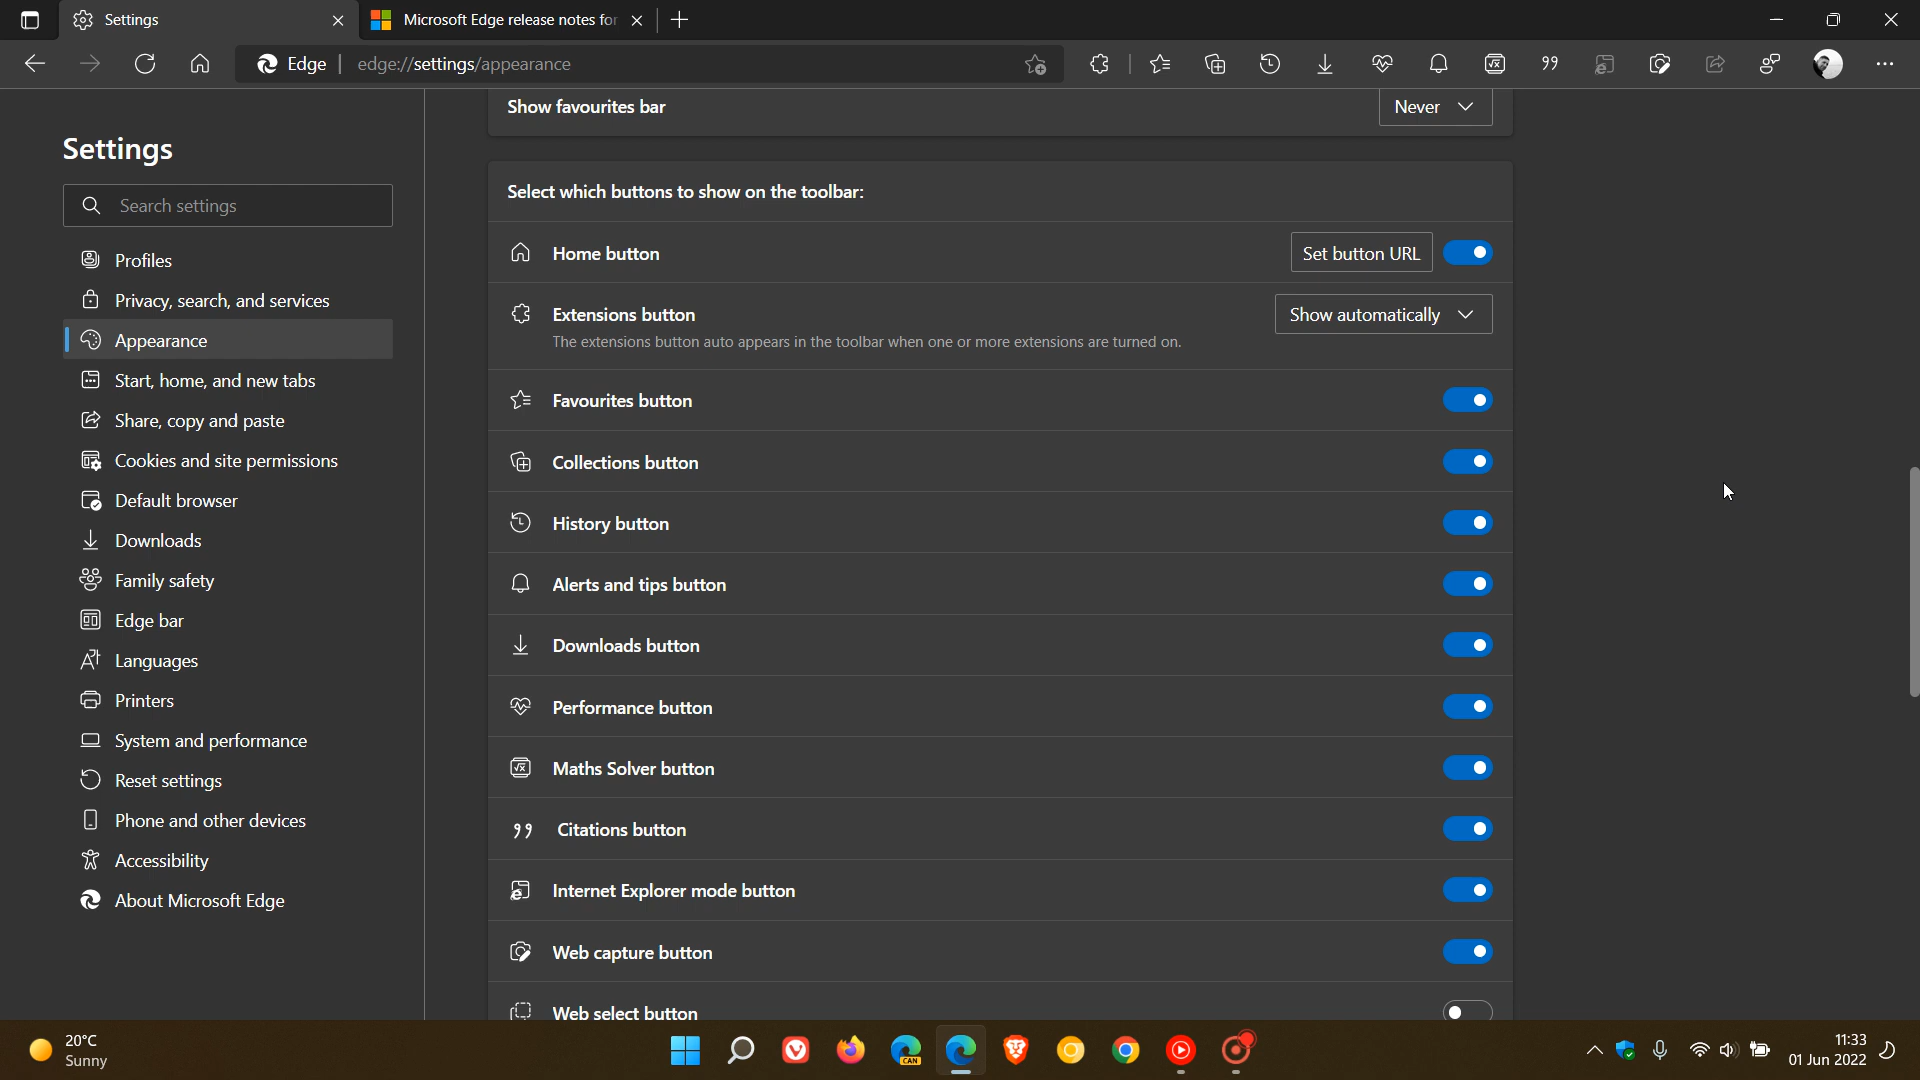 Settings
Microsoft Edge release notes for
Edge
edge://settings/appearance
Settings
Search settings
Profiles
Privacy, search, and services
Appearance
Start, home, and new tabs
Share, copy and paste
Cookies and site permissions
Default browser
Downloads
Family safety
Edge bar
Languages
Printers
System and performance
Reset settings
Phone and other devices
Accessibility
About Microsoft Edge
Show favourites bar
Never
Select which buttons to show on the toolbar:
Home button
Set button URL
Extensions button
Show automatically
The extensions button auto appears in the toolbar when one or more extensions are turned on.
Favourites button
Collections button
History button
Alerts and tips button
Downloads button
Performance button
Maths Solver button
Citations button
Internet Explorer mode button
Web capture button
Web select button
20°C
Sunny
CAN
11:33
01 Jun 2022